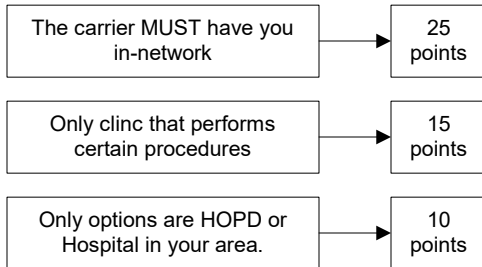 The carrier MUST have you
in-network
25
points
Only clinc that performs
certain procedures
15
points
Only options are HOPD or
Hospital in your area.
10
points